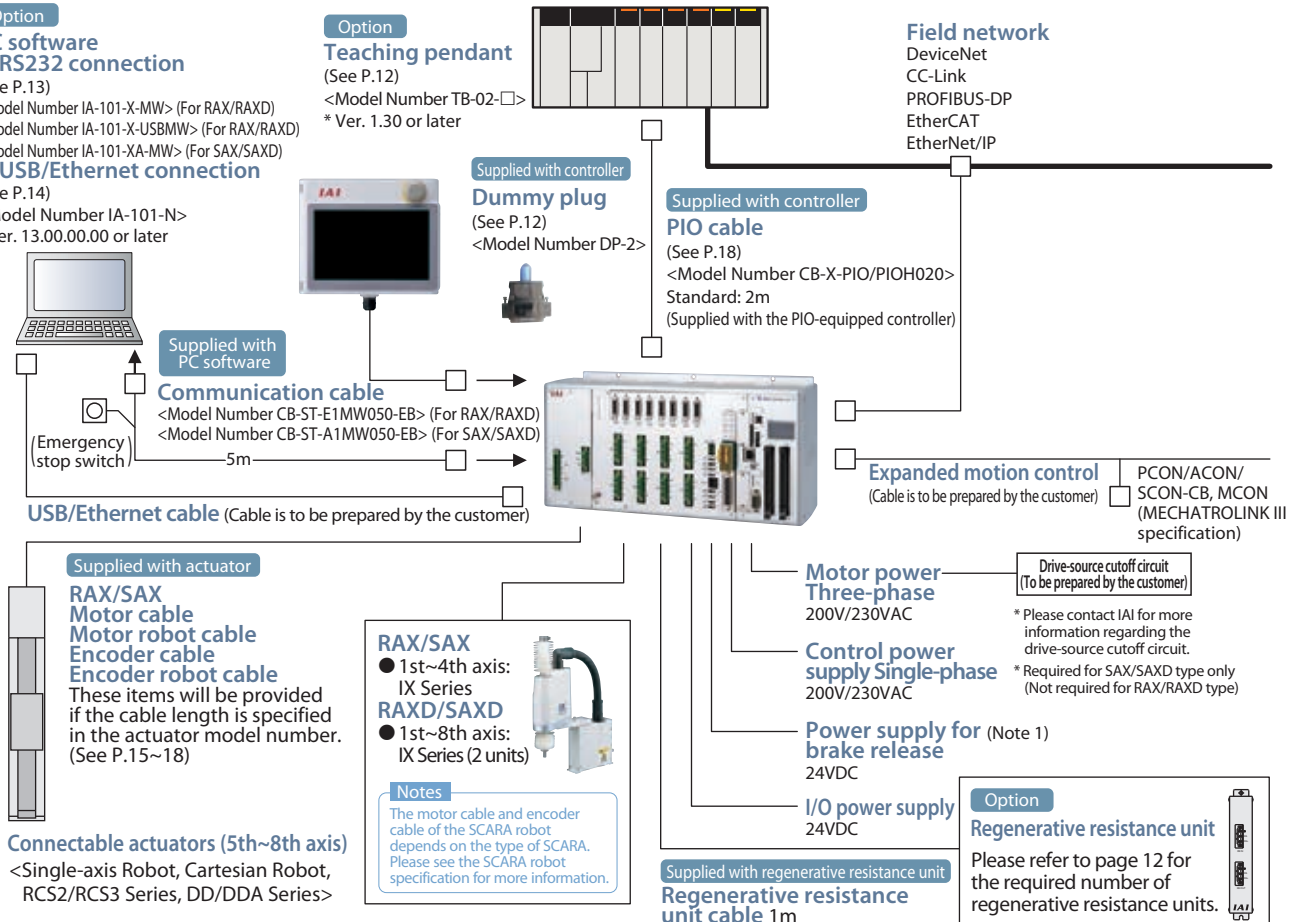 Option
software
RS232 connection
P.13)
Number IA-101-X-MW> (For RAX/RAXD)
Number IA-101-X-USBMW> (For RAX/RAXD)
Number IA-101-XA-MW> (For SAX/SAXD)
USB/Ethernet connection
P.14)
Number IA-101-N>
13.00.00.00 or later
Option
Teaching pendant
(See P.12)
<Model Number TB-02-□>
* Ver. 1.30 or later
Field network
DeviceNet
CC-Link
PROFIBUS-DP
EtherCAT
EtherNet/IP
IAI
Supplied with controller
Dummy plug
(See P.12)
<Model Number DP-2>
Supplied with controller
PIO cable
(See P.18)
<Model Number CB-X-PIO/PIOH020>
Standard: 2m
(Supplied with the PIO-equipped controller)
Supplied with
PC software
Communication cable
<Model Number CB-ST-E1MW050-EB> (For RAX/RAXD)
<Model Number CB-ST-A1MW050-EB> (For SAX/SAXD)
(Emergency
stop switch)
5m
USB/Ethernet cable (Cable is to be prepared by the customer)
IAI
Expanded motion control
(Cable is to be prepared by the customer)
PCON/ACON/
SCON-CB, MCON
(MECHATROLINK III
specification)
Supplied with actuator
RAX/SAX
Motor cable
Motor robot cable
Encoder cable
Encoder robot cable
These items will be provided
if the cable length is specified
in the actuator model number.
(See P.15~18)
Connectable actuators (5th~8th axis)
<Single-axis Robot, Cartesian Robot,
RCS2/RCS3 Series, DD/DDA Series>
RAX/SAX
● 1st~4th axis:
IX Series
RAXD/SAXD
● 1st~8th axis:
IX Series (2 units)
Notes
The motor cable and encoder
cable of the SCARA robot
depends on the type of SCARA.
Please see the SCARA robot
specification for more information.
Motor power
Three-phase
200V/230VAC
Drive-source cutoff circuit
(To be prepared by the customer)
* Please contact IAI for more
information regarding the
drive-source cutoff circuit.
* Required for SAX/SAXD type only
(Not required for RAX/RAXD type)
Control power
supply Single-phase
200V/230VAC
Power supply for (Note 1)
brake release
24VDC
I/O power supply
24VDC
Supplied with regenerative resistance unit
Regenerative resistance
unit cable 1m
Option
Regenerative resistance unit
Please refer to page 12 for
the required number of
regenerative resistance units.
IAI